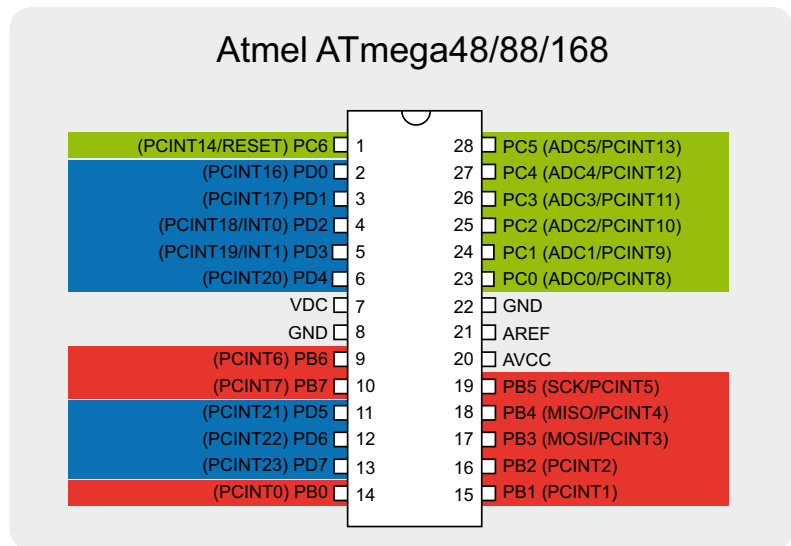 Atmel ATmega48/88/168
(PCINT14/RESET) PC6 1 28 PC5 (ADC5/PCINT13)
(PCINT16) PD0 2 27 PC4 (ADC4/PCINT12)
(PCINT17) PD1 3 26 PC3 (ADC3/PCINT11)
(PCINT18/INT0) PD2 4 25 PC2 (ADC2/PCINT10)
(PCINT19/INT1) PD3 5 24 PC1 (ADC1/PCINT9)
(PCINT20) PD4 6 23 PC0 (ADC0/PCINT8)
VDC 7 22 GND
GND 8 21 AREF
(PCINT6) PB6 9 20 AVCC
(PCINT7) PB7 10 19 PB5 (SCK/PCINT5)
(PCINT21) PD5 11 18 PB4 (MISO/PCINT4)
(PCINT22) PD6 12 17 PB3 (MOSI/PCINT3)
(PCINT23) PD7 13 16 PB2 (PCINT2)
(PCINT0) PB0 14 15 PB1 (PCINT1)